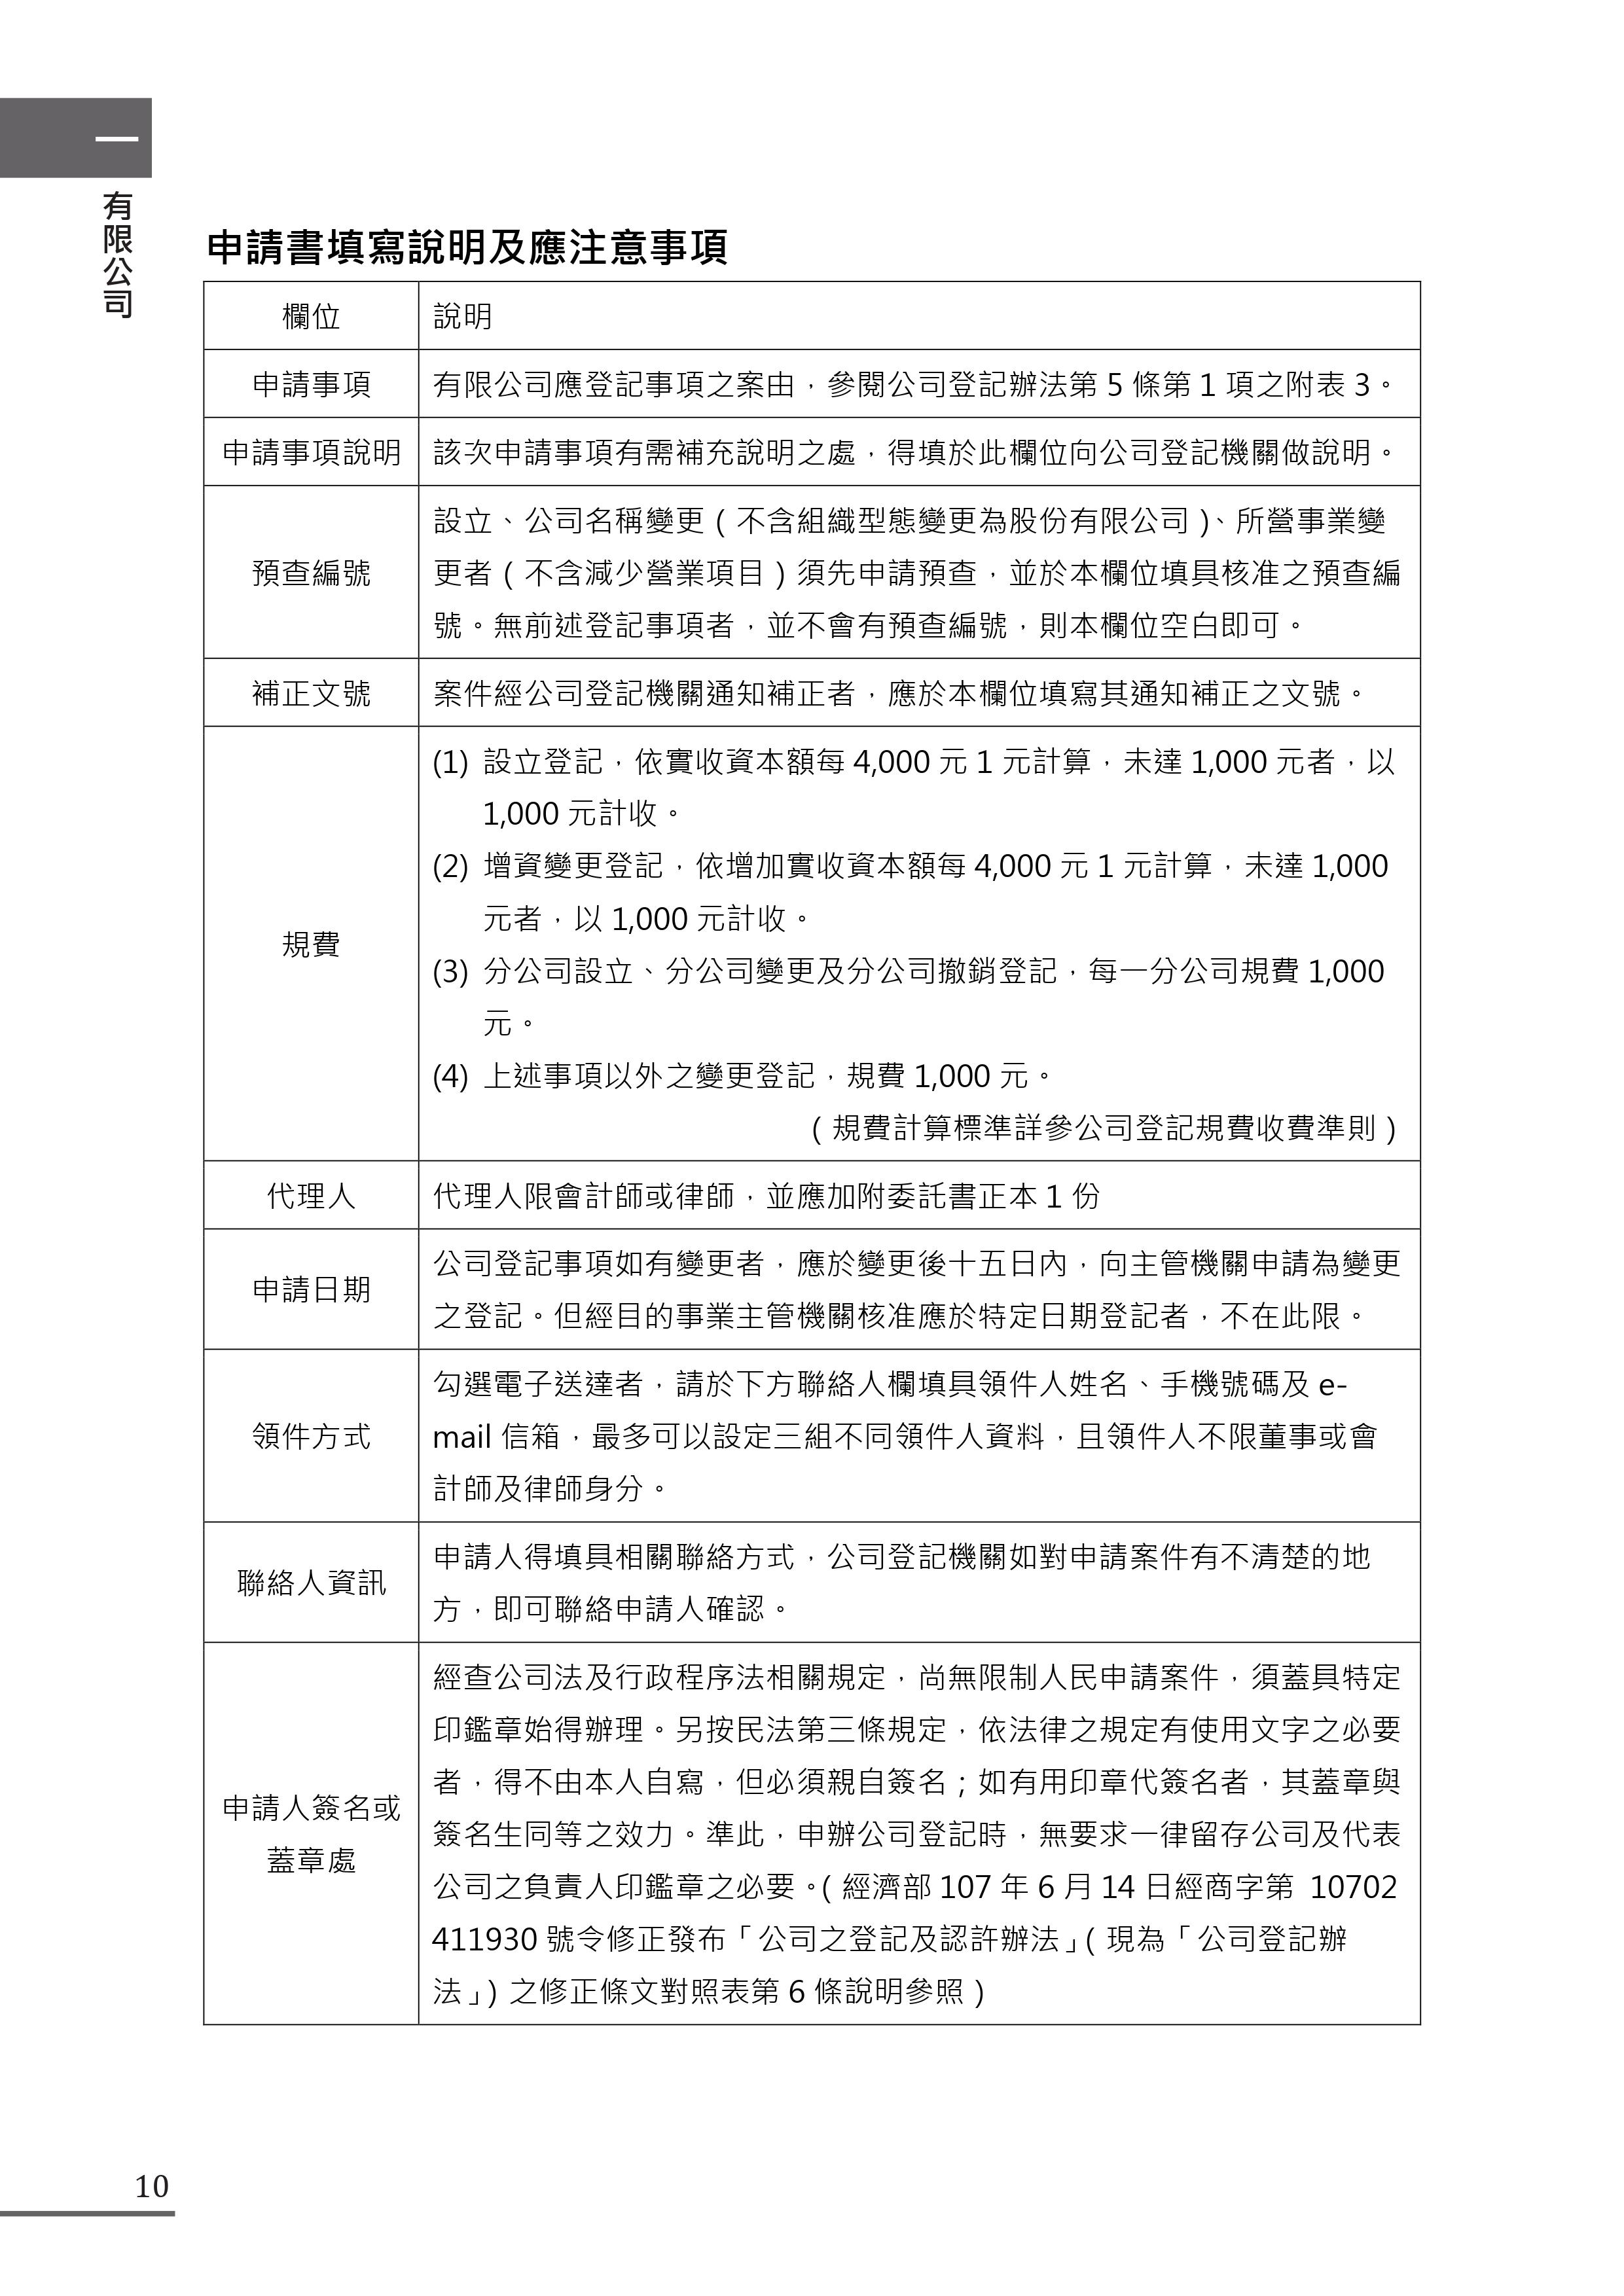 一
有限公司
申請書填寫說明及應注意事項
欄位
說明
申請事項
有限公司應登記事項之案由，參閱公司登記辦法第 5 條第 1 項之附表 3。
申請事項說明
該次申請事項有需補充說明之處，得填於此欄位向公司登記機關做說明。
預查編號
設立、公司名稱變更（不含組織型態變更為股份有限公司）、所營事業變
更者（不含減少營業項目）須先申請預查，並於本欄位填具核准之預查編
號。無前述登記事項者，並不會有預查編號，則本欄位空白即可。
補正文號
案件經公司登記機關通知補正者，應於本欄位填寫其通知補正之文號。
規費
(1) 設立登記，依實收資本額每 4,000 元 1 元計算，未達 1,000 元者，以
1,000 元計收。
(2) 增資變更登記，依增加實收資本額每 4,000 元 1 元計算，未達 1,000
元者，以 1,000 元計收。
(3) 分公司設立、分公司變更及分公司撤銷登記，每一分公司規費 1,000
元。
(4) 上述事項以外之變更登記，規費 1,000 元。
（規費計算標準詳參公司登記規費收費準則）
代理人
代理人限會計師或律師，並應加附委託書正本 1 份
申請日期
公司登記事項如有變更者，應於變更後十五日內，向主管機關申請為變更
之登記。但經目的事業主管機關核准應於特定日期登記者，不在此限。
領件方式
勾選電子送達者，請於下方聯絡人欄填具領件人姓名、手機號碼及 e-
mail 信箱，最多可以設定三組不同領件人資料，且領件人不限董事或會
計師及律師身分。
聯絡人資訊
申請人得填具相關聯絡方式，公司登記機關如對申請案件有不清楚的地
方，即可聯絡申請人確認。
申請人簽名或
蓋章處
經查公司法及行政程序法相關規定，尚無限制人民申請案件，須蓋具特定
印鑑章始得辦理。另按民法第三條規定，依法律之規定有使用文字之必要
者，得不由本人自寫，但必須親自簽名；如有用印章代簽名者，其蓋章與
簽名生同等之效力。準此，申辦公司登記時，無要求一律留存公司及代表
公司之負責人印鑑章之必要。（經濟部 107 年 6 月 14 日經商字第 10702
411930 號令修正發布「公司之登記及認許辦法」（現為「公司登記辦
法」）之修正條文對照表第 6 條說明參照）
10